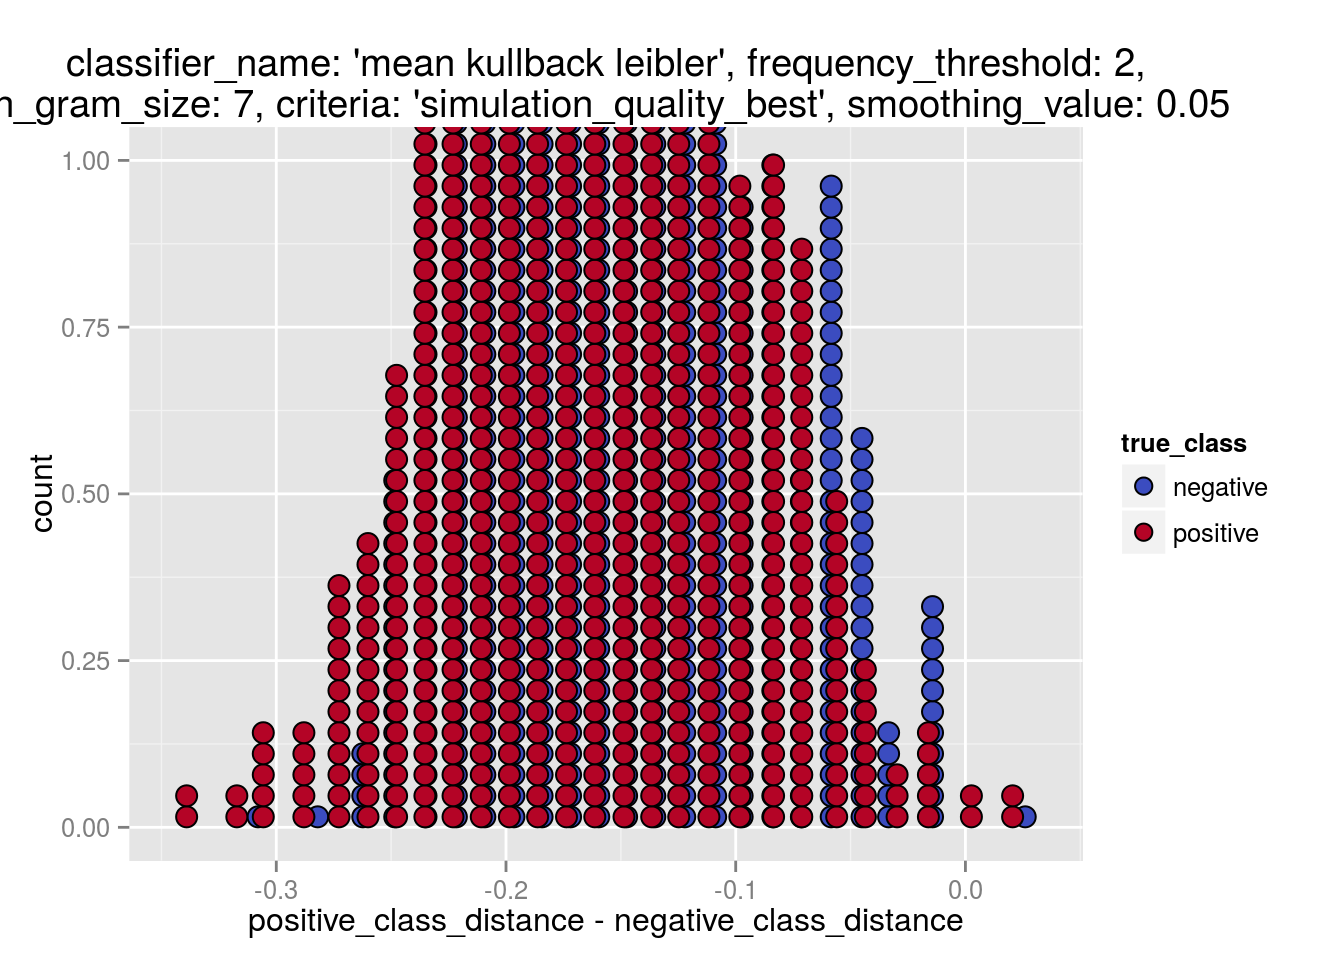 classifier_name: 'mean kullback leibler', frequency_threshold: 2,
n_gram_size: 7, criteria: 'simulation_quality_best', smoothing_value: 0.05
1.00
0.75
0.50
0.25
0.00
count
-0.3 -0.2 -0.1 0.0
positive_class_distance - negative_class_distance
true_class
negative
positive